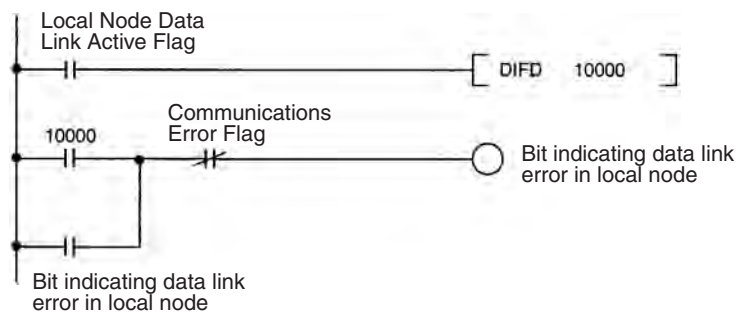 Local Node Data
Link Active Flag
DIFD 10000
Communications
Error Flag
10000
Bit indicating data link
error in local node
Bit indicating data link
error in local node